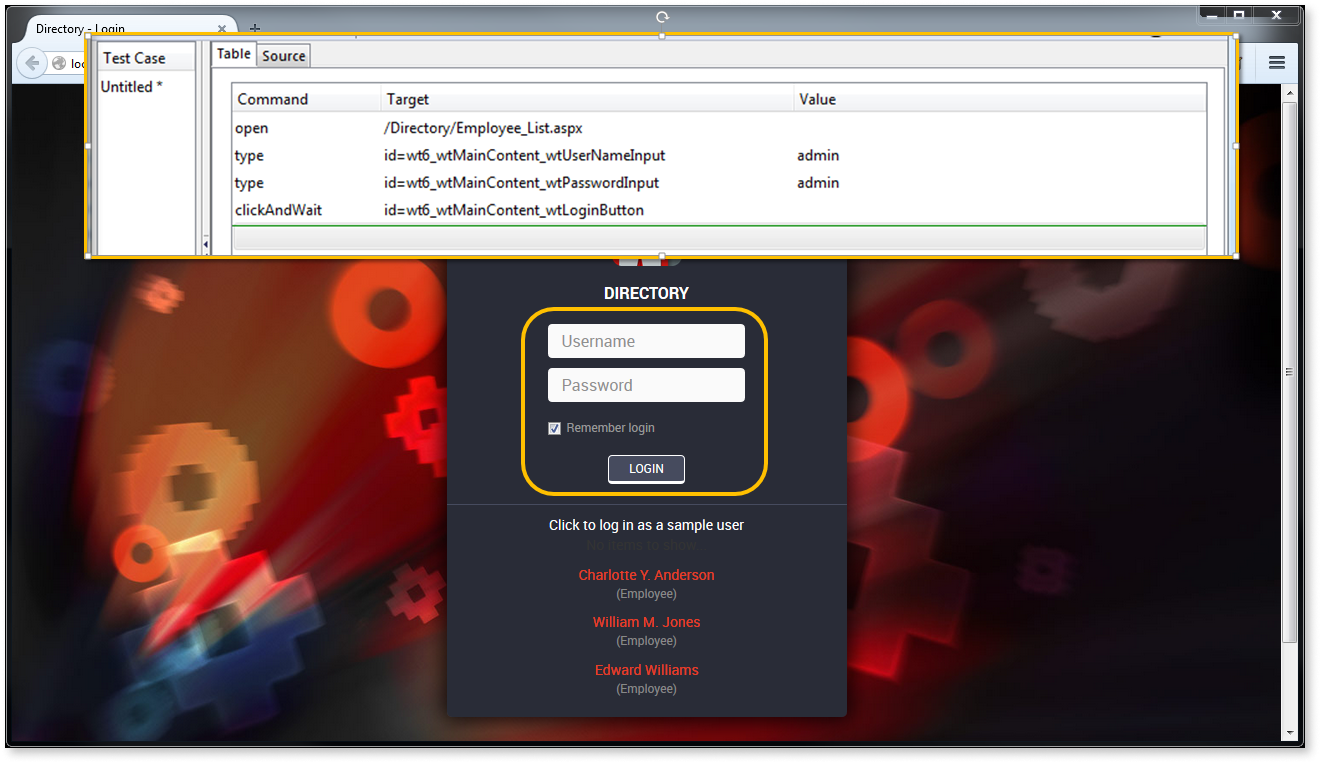 Directory - Login
Test Case
Untitled *
Table Source
Command Target Value
open /Directory/Employee_List.aspx
type id=wt6_wtMainContent_wtUserNameInput admin
type id=wt6_wtMainContent_wtPasswordInput admin
clickAndWait id=wt6_wtMainContent_wtLoginButton
DIRECTORY
Username
Password
Remember login
LOGIN
Click to log in as a sample user
No items to show...
Charlotte Y. Anderson
(Employee)
William M. Jones
(Employee)
Edward Williams
(Employee)